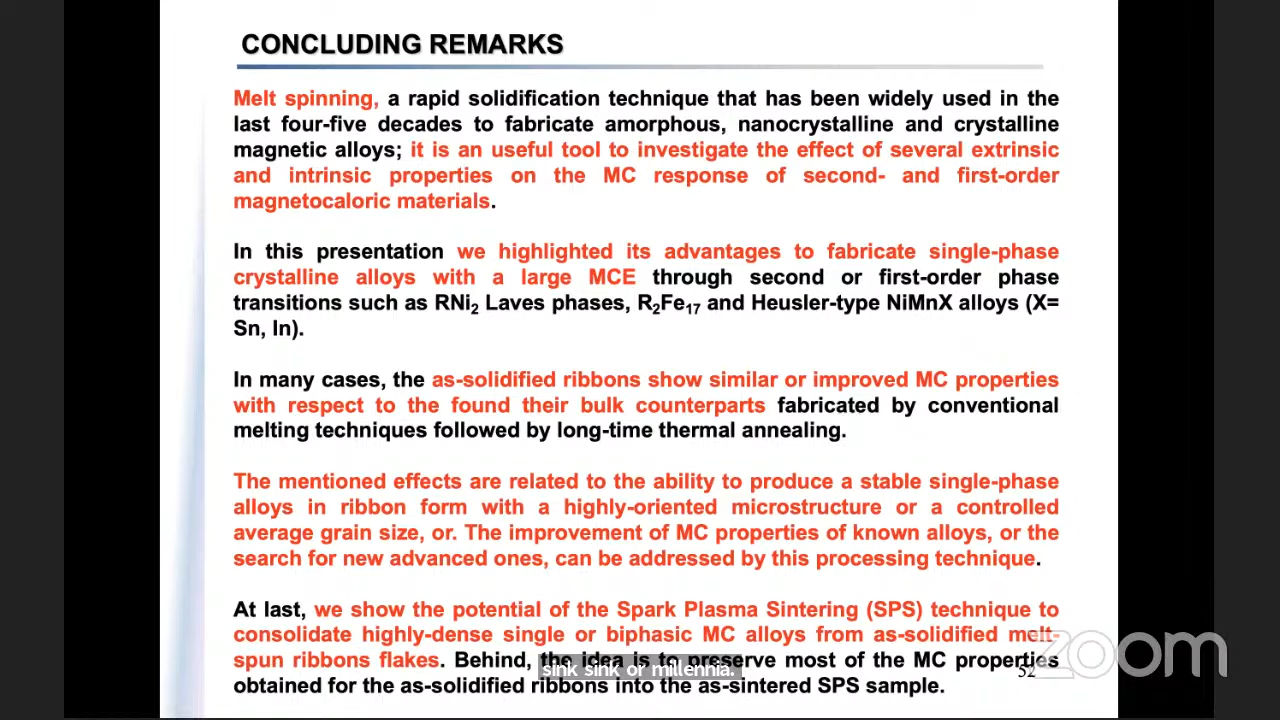 CONCLUDING REMARKS
Melt spinning, a rapid solidification technique that has been widely used in the
last four-five decades to fabricate amorphous, nanocrystalline and crystalline
magnetic alloys; it is an useful tool to investigate the effect of several extrinsic
and intrinsic properties on the MC response of second- and first-order
magnetocaloric materials.
In this presentation we highlighted its advantages to fabricate single-phase
crystalline alloys with a large MCE through second or first-order phase
transitions such as RNi₂ Laves phases, R₂Fe₁₇ and Heusler-type NiMnX alloys (X=
Sn, In).
In many cases, the as-solidified ribbons show similar or improved MC properties
with respect to the found their bulk counterparts fabricated by conventional
melting techniques followed by long-time thermal annealing.
The mentioned effects are related to the ability to produce a stable single-phase
alloys in ribbon form with a highly-oriented microstructure or a controlled
average grain size, or. The improvement of MC properties of known alloys, or the
search for new advanced ones, can be addressed by this processing technique.
At last, we show the potential of the Spark Plasma Sintering (SPS) technique to
consolidate highly-dense single or biphasic MC alloys from as-solidified melt-
spun ribbons flakes. Behind, the idea is to preserve most of the MC properties
obtained for the as-solidified ribbons into the as-sintered SPS sample.
sink sink or millennia.
52
zoom